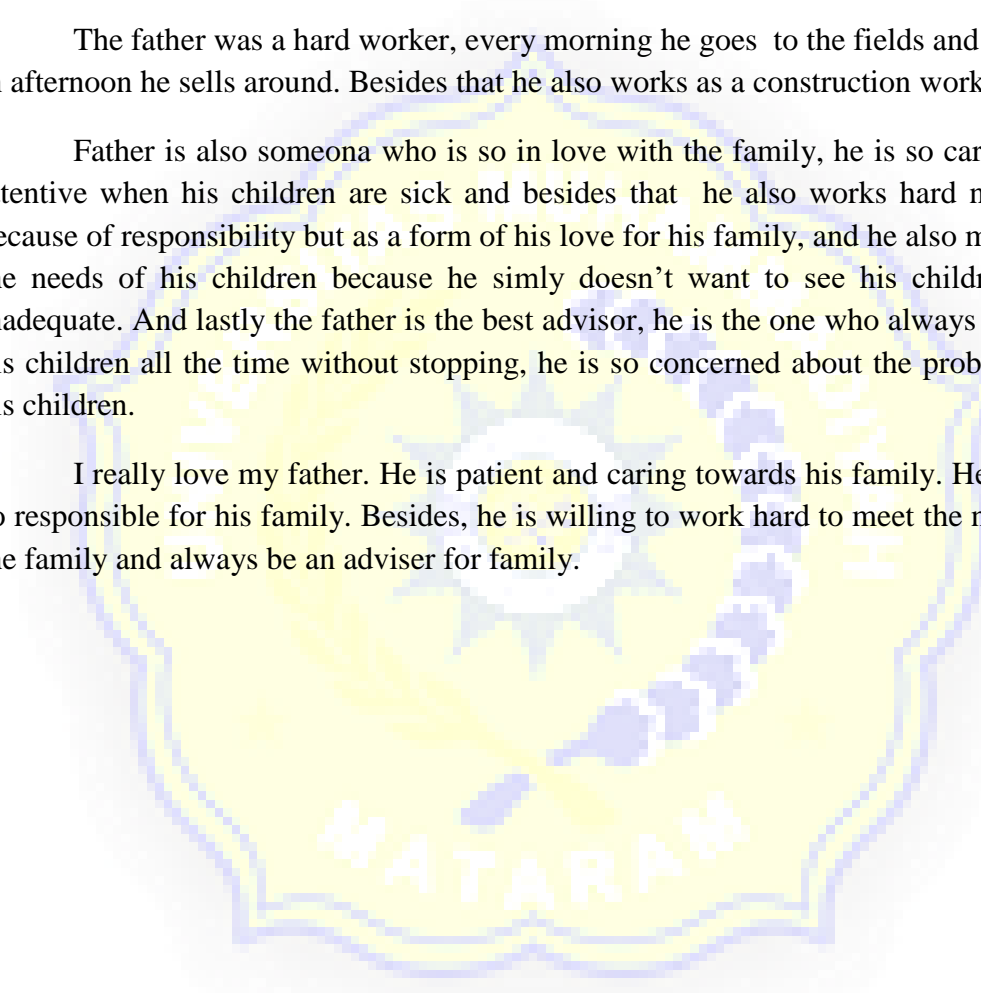 The father was a hard worker, every morning he goes to the fields and
afternoon he sells around. Besides that he also works as a construction
Father is also someona who is so in love with the family, he is so
when his children are sick and besides that he also works hard
of responsibility but as a form of his love for his family, and he also
needs of his children because he simly doesn’t want to see his
And lastly the father is the best advisor, he is the one who always
children all the time without stopping, he is so concerned about the
children.
I really love my father. He is patient and caring towards his family. He
responsible for his family. Besides, he is willing to work hard to meet the
family and always be an adviser for family.
MATARAM